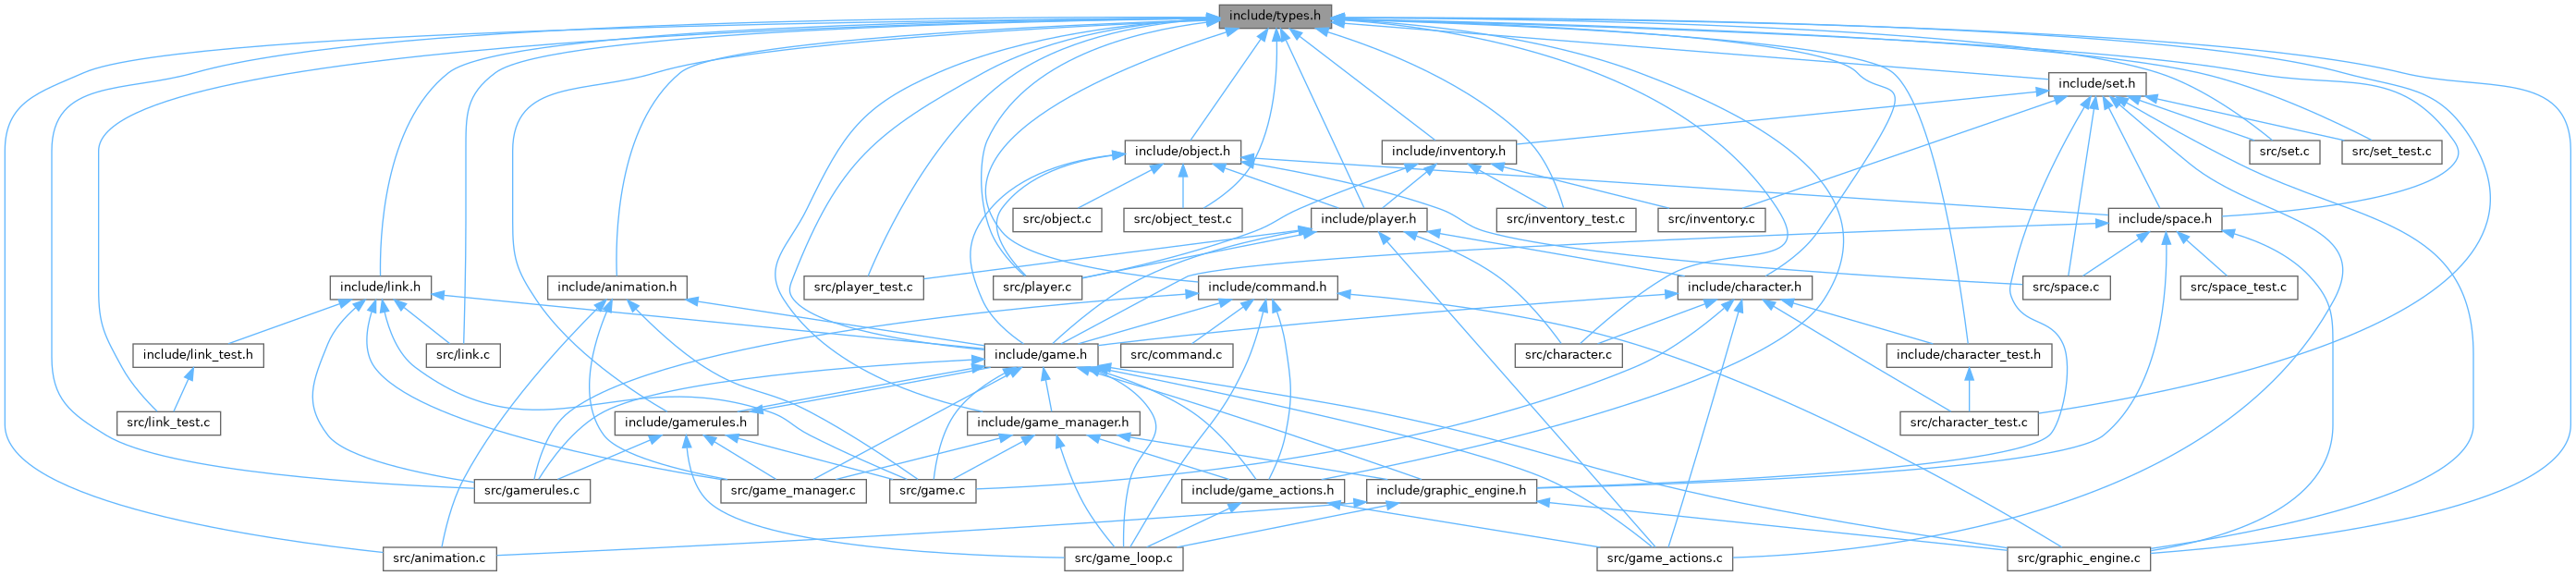 include/types.h
include/set.h
include/object.h
include/inventory.h
src/set.c
src/set_test.c
src/object.c
src/object_test.c
include/player.h
src/inventory_test.c
src/inventory.c
include/space.h
include/link.h
include/animation.h
src/player_test.c
src/player.c
include/command.h
include/character.h
src/space.c
src/space_test.c
include/link_test.h
src/link.c
include/game.h
src/command.c
src/character.c
include/character_test.h
src/link_test.c
include/gamerules.h
include/game_manager.h
src/character_test.c
src/gamerules.c
src/game_manager.c
src/game.c
include/game_actions.h
include/graphic_engine.h
src/animation.c
src/game_loop.c
src/game_actions.c
src/graphic_engine.c